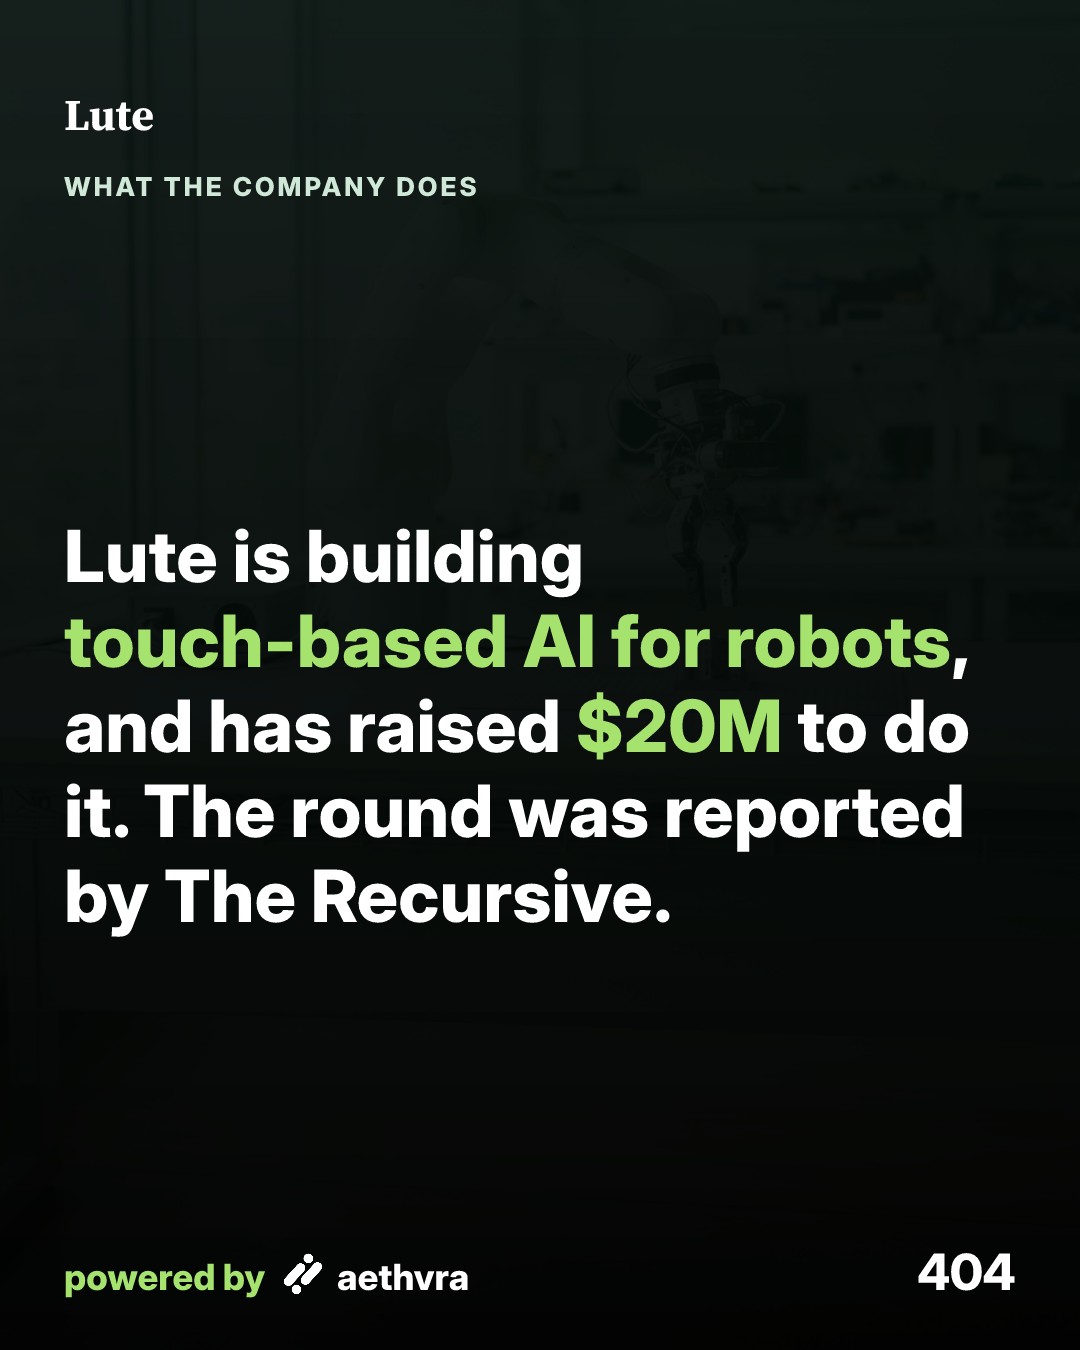 Lute
WHAT THE COMPANY DOES
Lute is building
touch-based AI for robots,
and has raised $20M to do
it. The round was reported
by The Recursive.
powered by aethvra
404